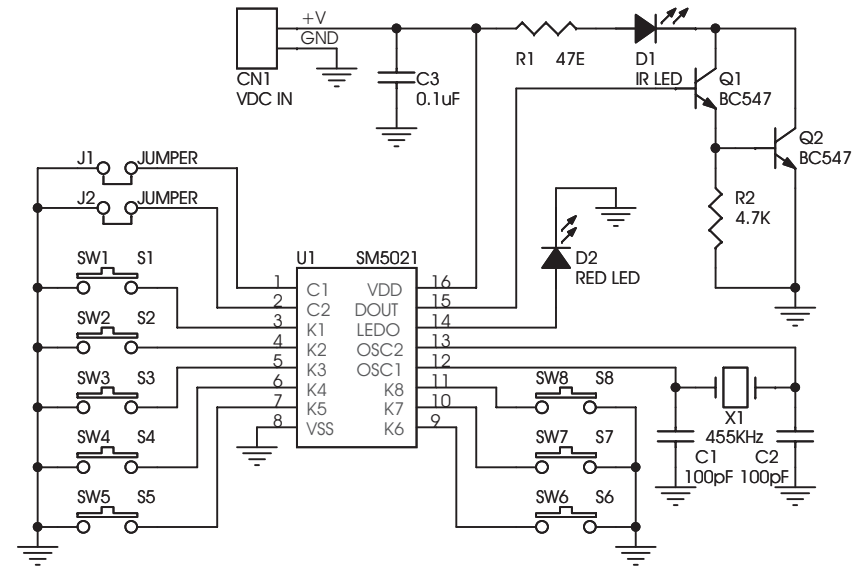 +V
GND
CN1
VDC IN
C3
0.1uF
R1 47E
D1
IR LED
Q1
BC547
Q2
BC547
R2
4.7K
J1 JUMPER
J2 JUMPER
D2
RED LED
U1 SM5021
1 C1 VDD 16
2 C2 DOUT 15
3 K1 LEDO 14
4 K2 OSC2 13
5 K3 OSC1 12
6 K4 K8 11
7 K5 K7 10
8 VSS K6 9
SW1 S1
SW2 S2
SW3 S3
SW4 S4
SW5 S5
SW8 S8
SW7 S7
SW6 S6
X1
455KHz
C1 C2
100pF 100pF